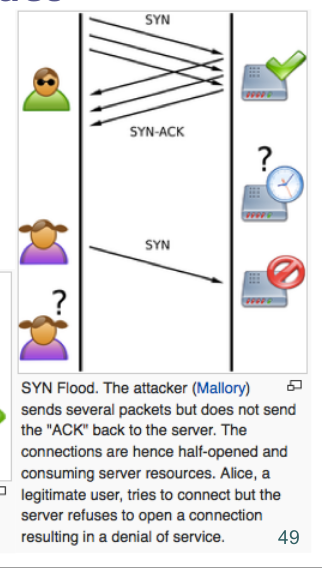 SYN
SYN-ACK
?
SYN
?
SYN Flood. The attacker (Mallory)
sends several packets but does not send
the "ACK" back to the server. The
connections are hence half-opened and
consuming server resources. Alice, a
legitimate user, tries to connect but the
server refuses to open a connection
resulting in a denial of service.
49